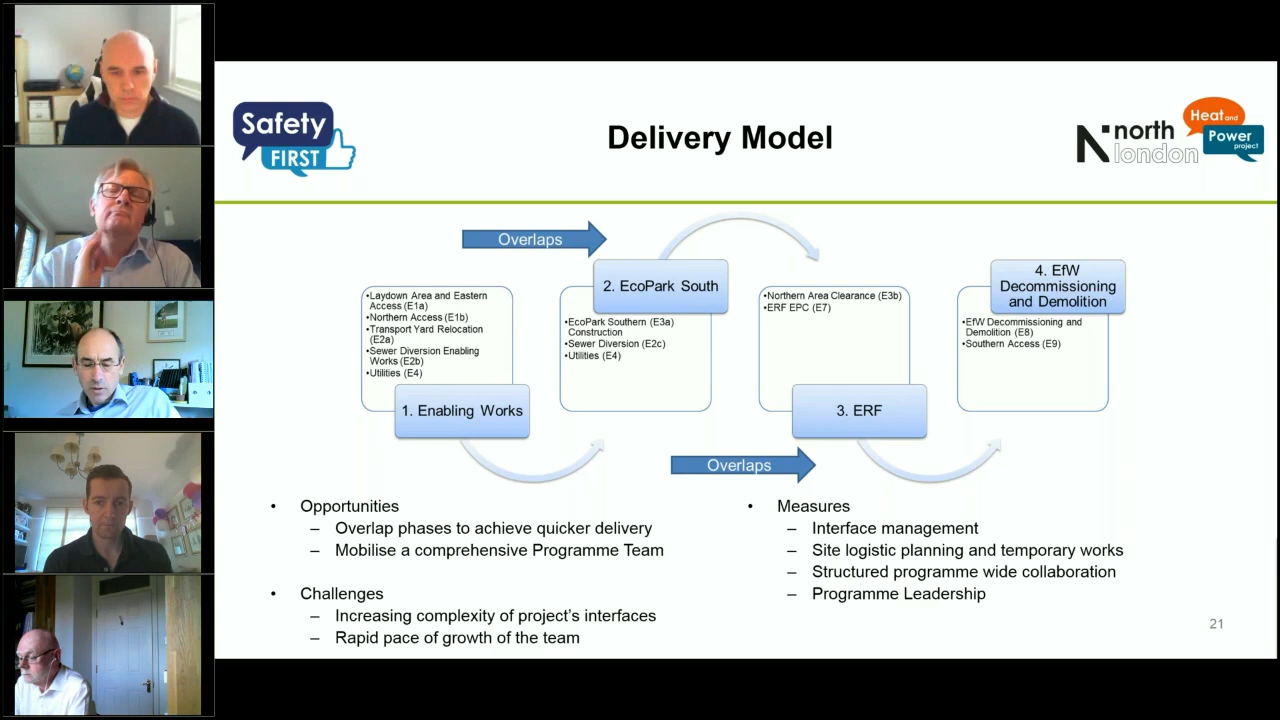 Safety
FIRST
Delivery Model
north
london
Heat and
Power
project
Overlaps
•Laydown Area and Eastern
Access (E1a)
•Northern Access (E1b)
•Transport Yard Relocation
(E2a)
•Sewer Diversion Enabling
Works (E2b)
•Utilities (E4)
1. Enabling Works
2. EcoPark South
•EcoPark Southern (E3a)
Construction
•Sewer Diversion (E2c)
•Utilities (E4)
•Northern Area Clearance (E3b)
•ERF EPC (E7)
3. ERF
4. EfW
Decommissioning
and Demolition
•EfW Decommissioning and
Demolition (E8)
•Southern Access (E9)
Overlaps
• Opportunities
– Overlap phases to achieve quicker delivery
– Mobilise a comprehensive Programme Team
• Challenges
– Increasing complexity of project's interfaces
– Rapid pace of growth of the team
• Measures
– Interface management
– Site logistic planning and temporary works
– Structured programme wide collaboration
– Programme Leadership
21